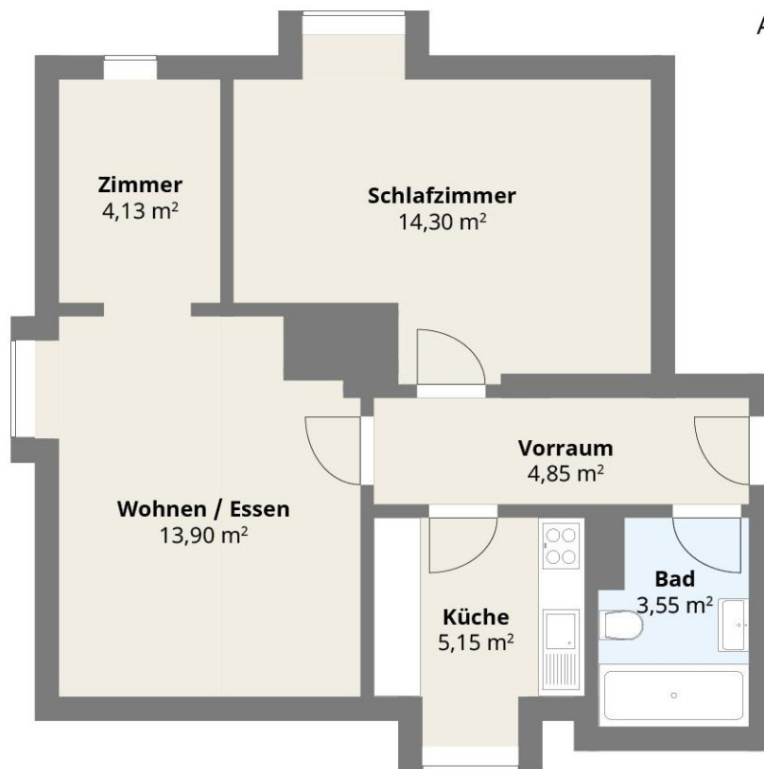 A
Zimmer
4,13 m²
Schlafzimmer
14,30 m²
Vorraum
4,85 m²
Wohnen / Essen
13,90 m²
Bad
3,55 m²
Küche
5,15 m²